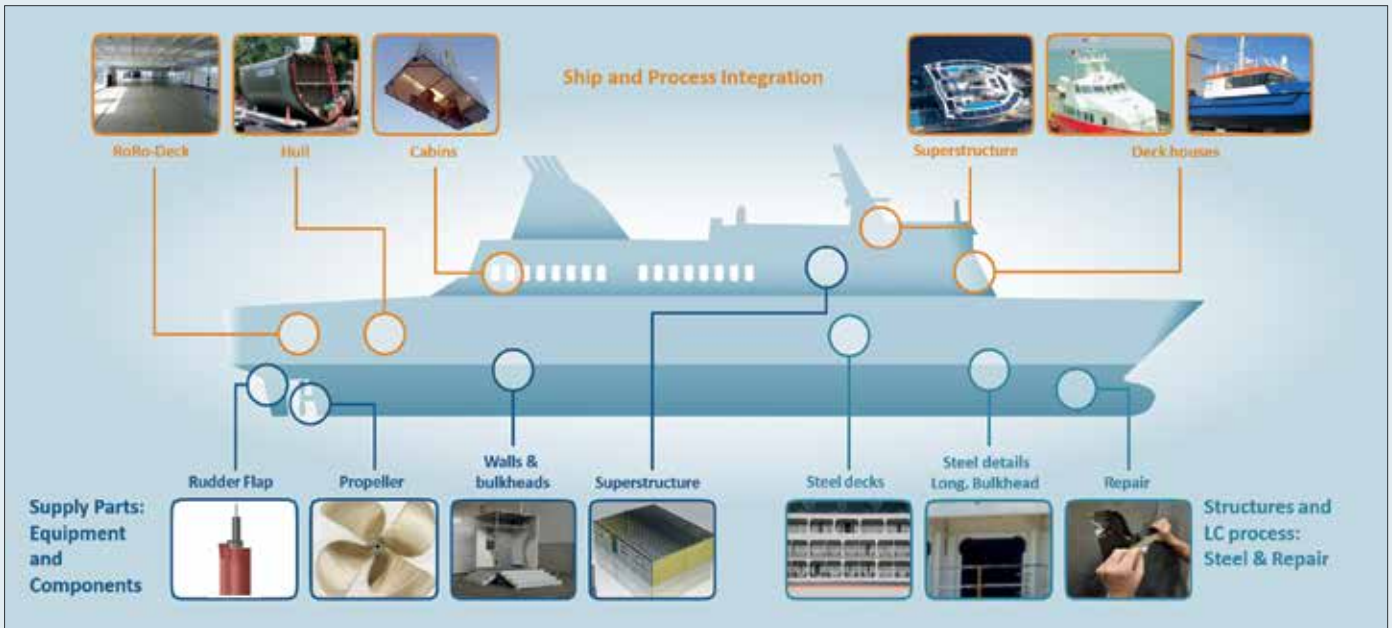 Ship and Process Integration
RoRo-Deck
Hull
Cabins
Superstructure
Deck houses
Rudder Flap
Propeller
Walls &
bulkheads
Superstructure
Steel decks
Steel details
Long. Bulkhead
Repair
Supply Parts:
Equipment
and
Components
Structures and
LC process:
Steel & Repair